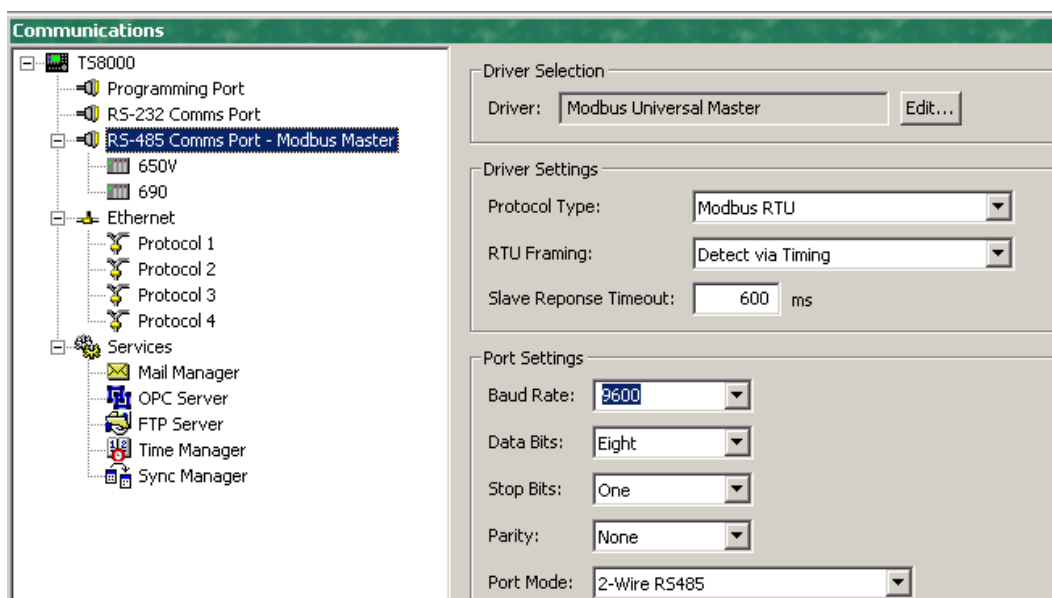 Communications
TS8000
Programming Port
RS-232 Comms Port
RS-485 Comms Port - Modbus Master
650V
690
Ethernet
Protocol 1
Protocol 2
Protocol 3
Protocol 4
Services
Mail Manager
OPC Server
FTP Server
Time Manager
Sync Manager
Driver Selection
Driver: Modbus Universal Master Edit...
Driver Settings
Protocol Type: Modbus RTU
RTU Framing: Detect via Timing
Slave Reponse Timeout: 600 ms
Port Settings
Baud Rate: 9600
Data Bits: Eight
Stop Bits: One
Parity: None
Port Mode: 2-Wire RS485